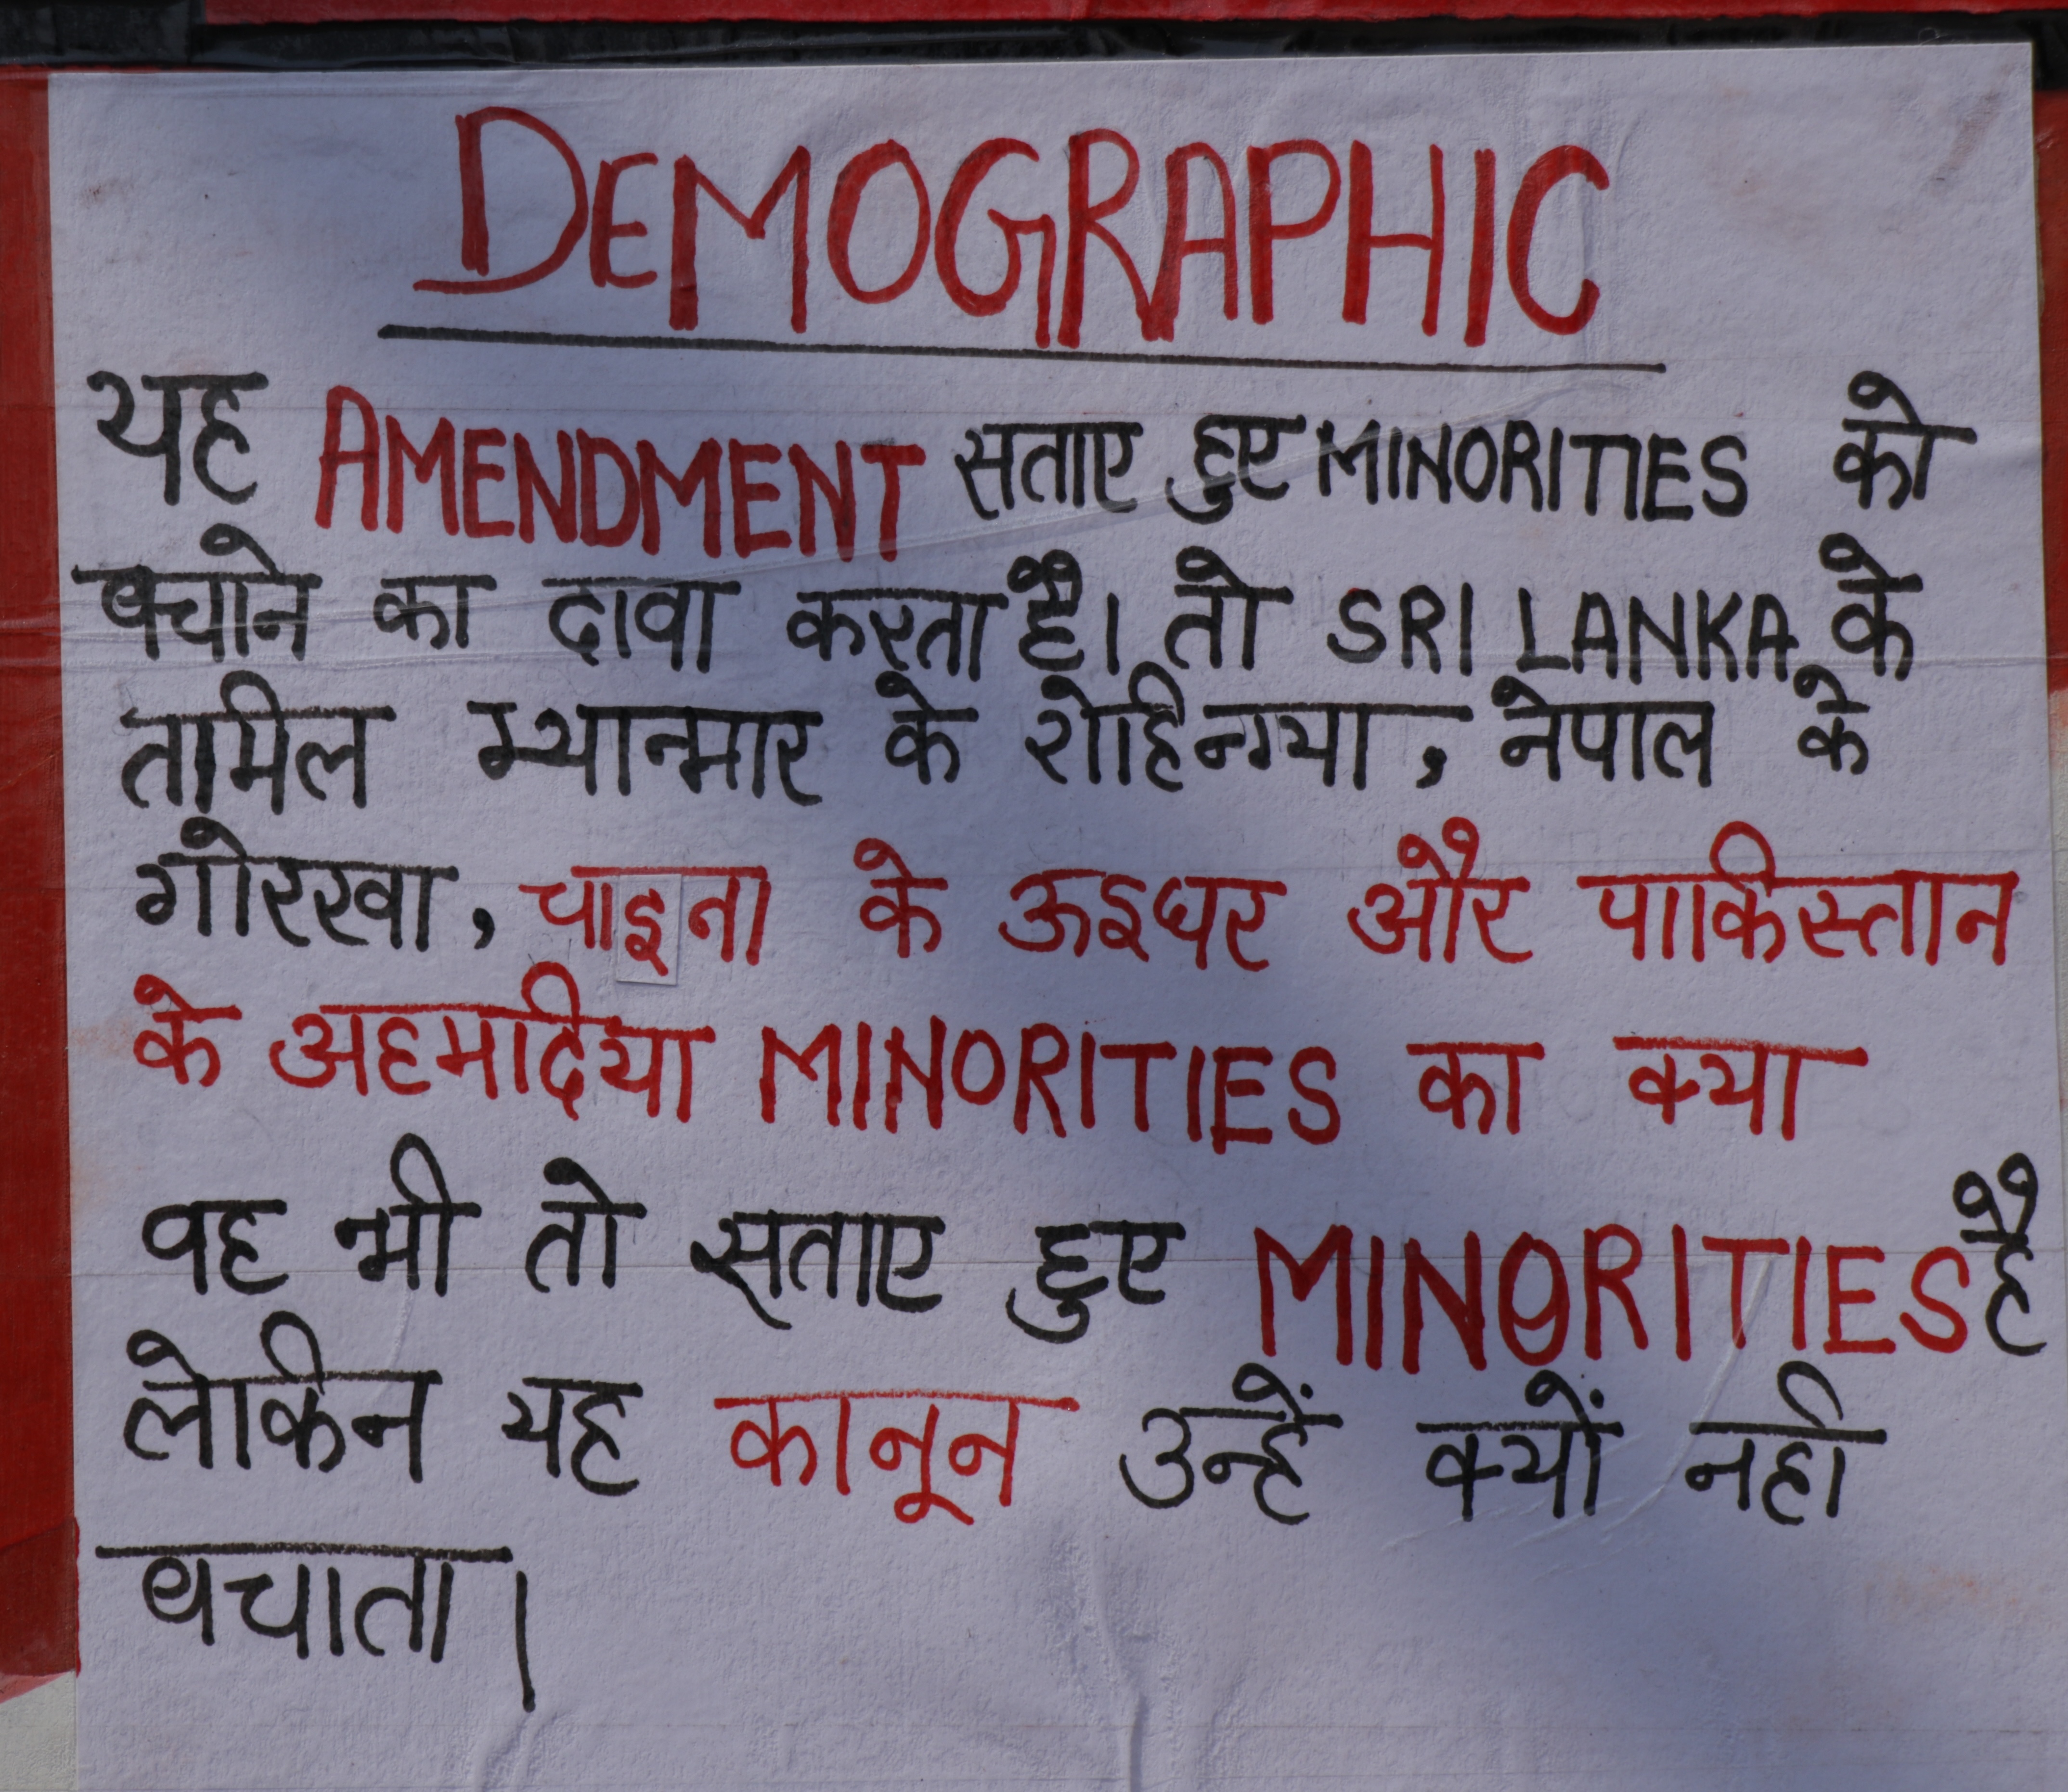 DEMOGRAPHIC
यह AMENDMENT सताए हुए MINORITIES को
बचाने का दावा करता है। तो SRI LANKA के
तामिल म्यान्मार के रोहिन्ग्या, नेपाल के
गोरखा, चाइना के ऊइघर और पाकिस्तान
के अहमदिया MINORITIES का क्या
वह भी तो सताए हुए MINORITIES है
लेकिन यह कानून उन्हें क्यों नही
बचाता।